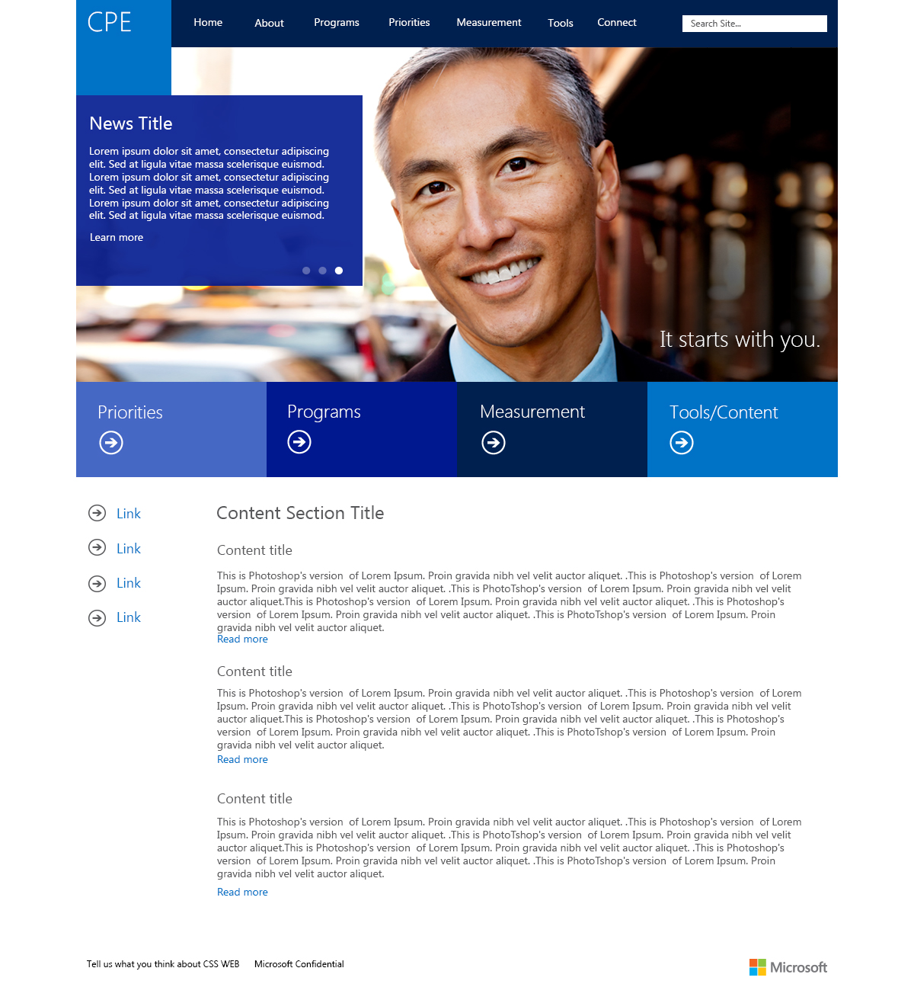 CPE
Home
About
Programs
Priorities
Measurement
Tools
Connect
Search Site...
News Title
Lorem ipsum dolor sit amet, consectetur adipiscing
elit. Sed at ligula vitae massa scelerisque euismod.
Lorem ipsum dolor sit amet, consectetur adipiscing
elit. Sed at ligula vitae massa scelerisque euismod.
Lorem ipsum dolor sit amet, consectetur adipiscing
elit. Sed at ligula vitae massa scelerisque euismod.
Learn more
It starts with you.
Priorities
Programs
Measurement
Tools/Content
Link
Link
Link
Link
Content Section Title
Content title
This is Photoshop's version  of Lorem Ipsum. Proin gravida nibh vel velit auctor aliquet. .This is Photoshop's version  of Lorem
Ipsum. Proin gravida nibh vel velit auctor aliquet. .This is PhotoTshop's version  of Lorem Ipsum. Proin gravida nibh vel velit
auctor aliquet.This is Photoshop's version  of Lorem Ipsum. Proin gravida nibh vel velit auctor aliquet. .This is Photoshop's
version  of Lorem Ipsum. Proin gravida nibh vel velit auctor aliquet. .This is PhotoTshop's version  of Lorem Ipsum. Proin
gravida nibh vel velit auctor aliquet.
Read more
Content title
This is Photoshop's version  of Lorem Ipsum. Proin gravida nibh vel velit auctor aliquet. .This is Photoshop's version  of Lorem
Ipsum. Proin gravida nibh vel velit auctor aliquet. .This is PhotoTshop's version  of Lorem Ipsum. Proin gravida nibh vel velit
auctor aliquet.This is Photoshop's version  of Lorem Ipsum. Proin gravida nibh vel velit auctor aliquet. .This is Photoshop's
version  of Lorem Ipsum. Proin gravida nibh vel velit auctor aliquet. .This is PhotoTshop's version  of Lorem Ipsum. Proin
gravida nibh vel velit auctor aliquet.
Read more
Content title
This is Photoshop's version  of Lorem Ipsum. Proin gravida nibh vel velit auctor aliquet. .This is Photoshop's version  of Lorem
Ipsum. Proin gravida nibh vel velit auctor aliquet. .This is PhotoTshop's version  of Lorem Ipsum. Proin gravida nibh vel velit
auctor aliquet.This is Photoshop's version  of Lorem Ipsum. Proin gravida nibh vel velit auctor aliquet. .This is Photoshop's
version  of Lorem Ipsum. Proin gravida nibh vel velit auctor aliquet. .This is PhotoTshop's version  of Lorem Ipsum. Proin
gravida nibh vel velit auctor aliquet.
Read more
Tell us what you think about CSS WEB
Microsoft Confidential
Microsoft